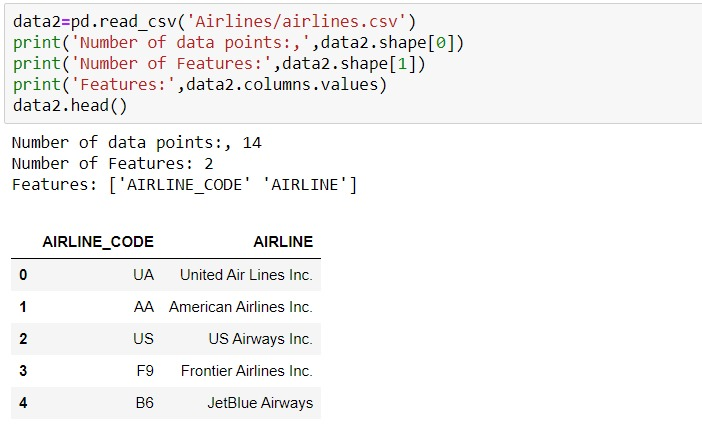 data2=pd.read_csv('Airlines/airlines.csv')
print('Number of data points:,',data2.shape[0])
print('Number of Features:',data2.shape[1])
print('Features:',data2.columns.values)
data2.head()
Number of data points:, 14
Number of Features: 2
Features: ['AIRLINE_CODE' 'AIRLINE']
AIRLINE_CODE AIRLINE
0 UA United Air Lines Inc.
1 AA American Airlines Inc.
2 US US Airways Inc.
3 F9 Frontier Airlines Inc.
4 B6 JetBlue Airways